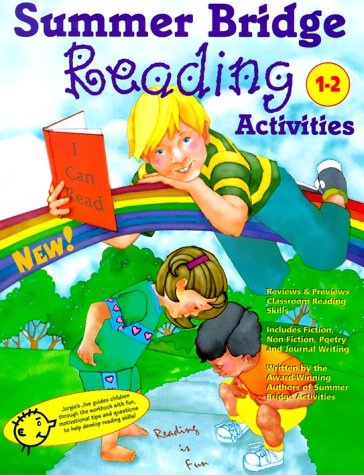 Summer Bridge
Reading
1-2
Activities
I
Can
Read
NEW!
Reviews & Previews
Classroom Reading
Skills
Includes Fiction,
Non-Fiction, Poetry
and Journal Writing
Written by the
Award-Winning
Authors of Summer
Bridge Activities
Jorgie's Jive guides children
through the workbook with fun,
motivational tips and questions
to help develop reading skills!
Reading
is
Fun